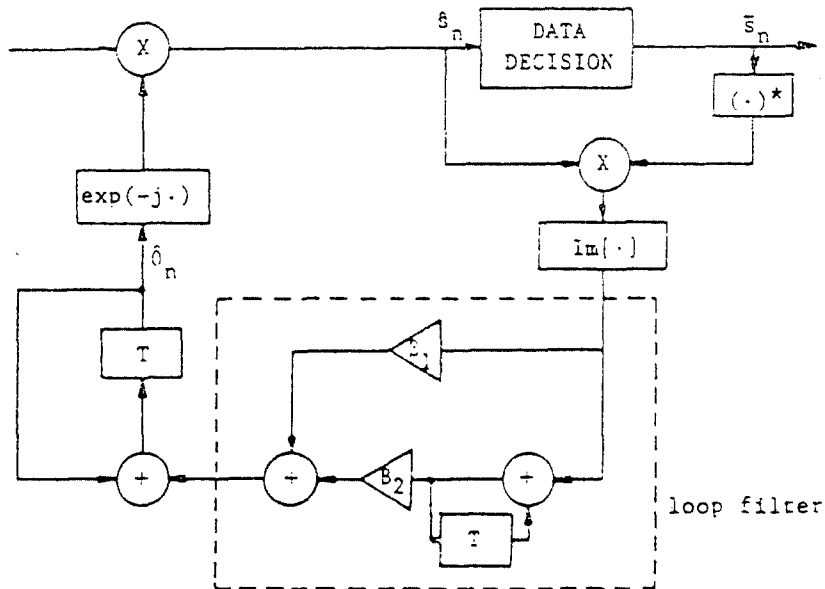 X
ŝn
DATA
DECISION
s̄n
(·)*
X
exp(-j·)
Im[·]
θ̂n
T
+
+
B2
+
T
loop filter